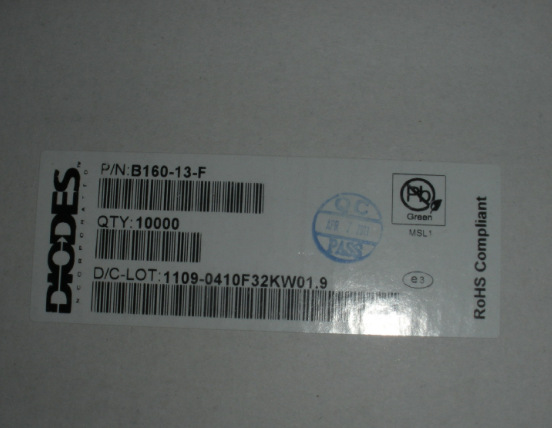 DIODES
INCORPORATED
P/N:B160-13-F
QTY:10000
D/C-LOT:1109-0410F32KW01.9
QC
PASS
Pb
Green
MSL1
e3
RoHS Compliant